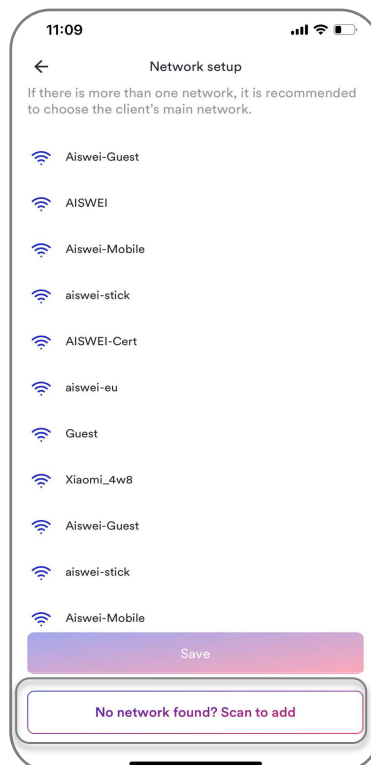 11:09
Network setup
If there is more than one network, it is recommended
to choose the client's main network.
Aiswei-Guest
AISWEI
Aiswei-Mobile
aiswei-stick
AISWEI-Cert
aiswei-eu
Guest
Xiaomi_4w8
Aiswei-Guest
aiswei-stick
Aiswei-Mobile
Save
No network found? Scan to add